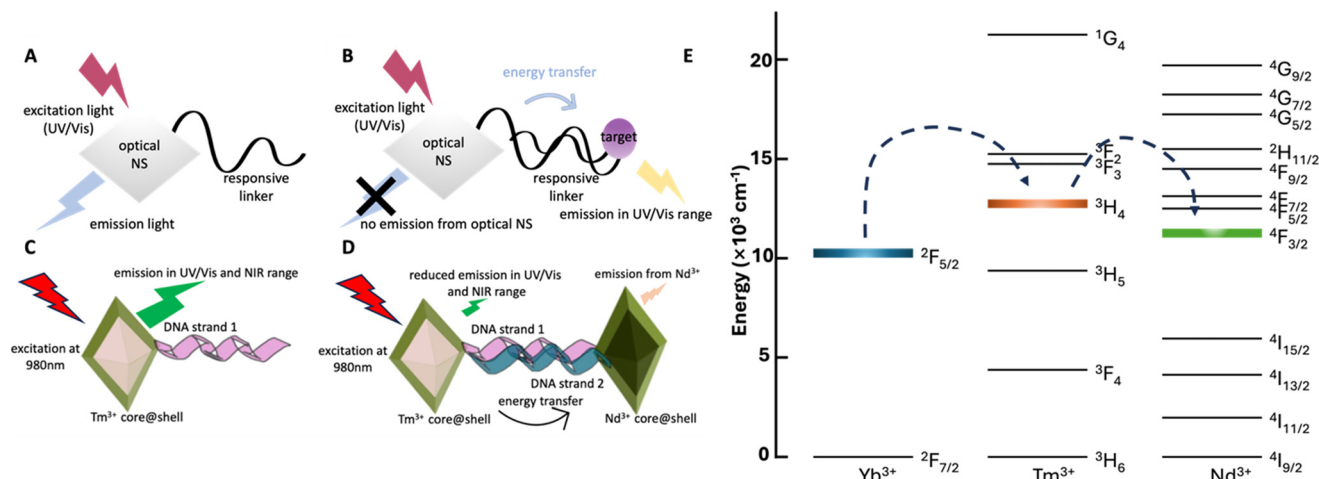 A
excitation light
(UV/Vis)
optical
NS
responsive
linker
emission light
B
energy transfer
excitation light
(UV/Vis)
optical
NS
target
responsive
linker
no emission from optical NS
emission in UV/Vis range
C
emission in UV/Vis and NIR range
DNA strand 1
excitation at
980nm
Tm³⁺ core@shell
D
reduced emission in UV/Vis
and NIR range
emission from Nd³⁺
DNA strand 1
excitation at
980nm
DNA strand 2
energy transfer
Tm³⁺ core@shell
Nd³⁺ core@shell
E
Energy (×10³ cm⁻¹)
20
15
10
5
0
²F5/2
²F7/2
Yb³⁺
¹G4
³F2
³F3
³H4
³H5
³F4
³H6
Tm³⁺
⁴G9/2
⁴G7/2
⁴G5/2
²H11/2
⁴F9/2
⁴F7/2
⁴F5/2
⁴F3/2
⁴I15/2
⁴I13/2
⁴I11/2
⁴I9/2
Nd³⁺